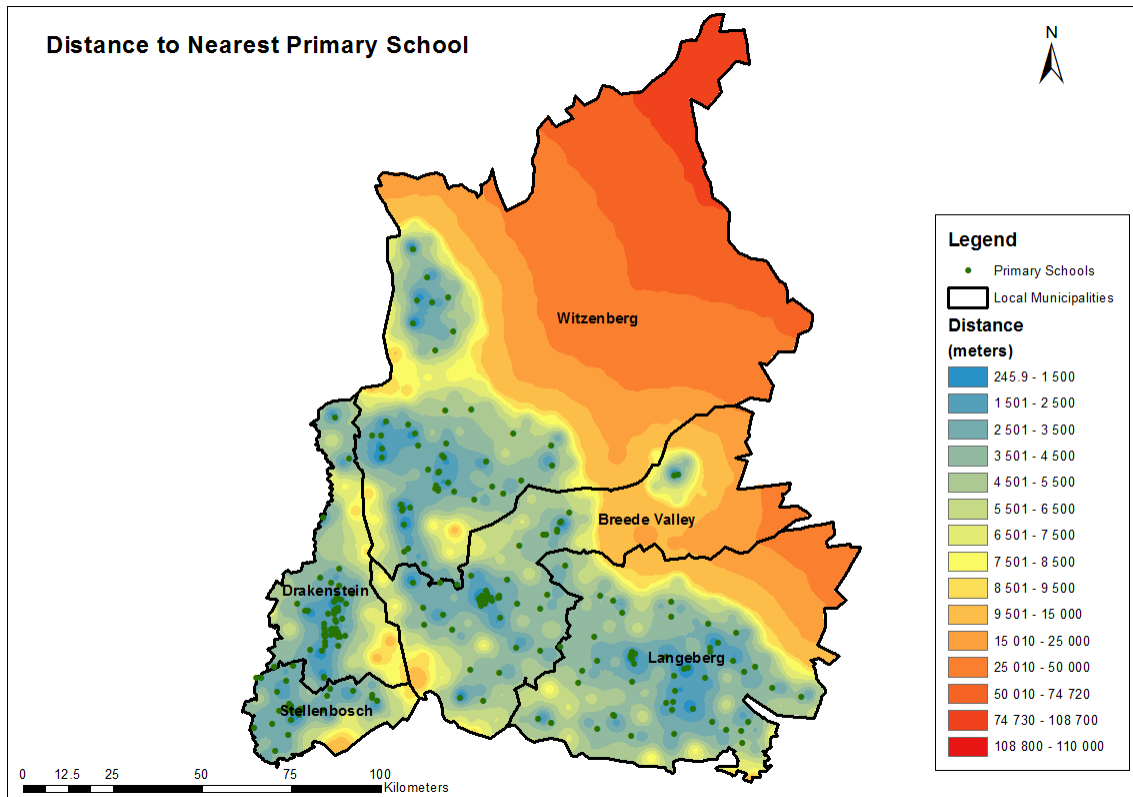 Distance to Nearest Primary School
N
Witzenberg
Breede Valley
Drakenstein
Langeberg
Stellenbosch
Legend
Primary Schools
Local Municipalities
Distance
(meters)
245.9 - 1 500
1 501 - 2 500
2 501 - 3 500
3 501 - 4 500
4 501 - 5 500
5 501 - 6 500
6 501 - 7 500
7 501 - 8 500
8 501 - 9 500
9 501 - 15 000
15 010 - 25 000
25 010 - 50 000
50 010 - 74 720
74 730 - 108 700
108 800 - 110 000
0 12.5 25 50 75 100
Kilometers